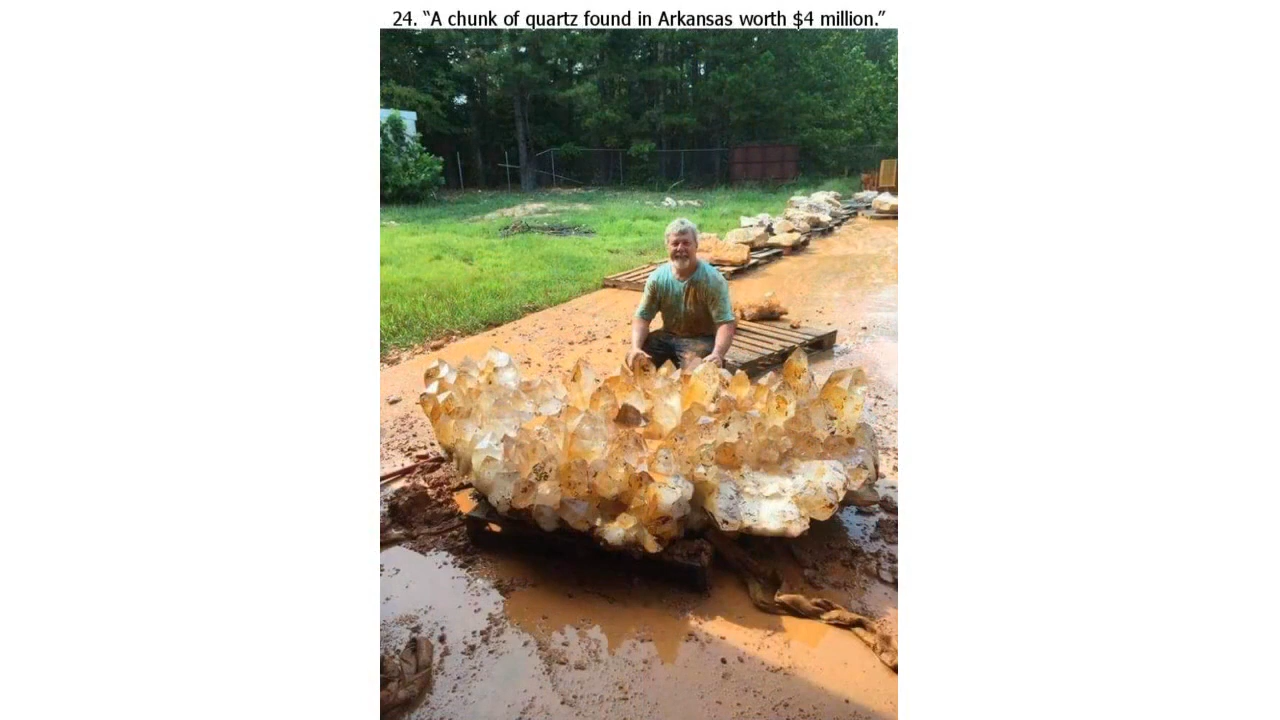 24. “A chunk of quartz found in Arkansas worth $4 million.”